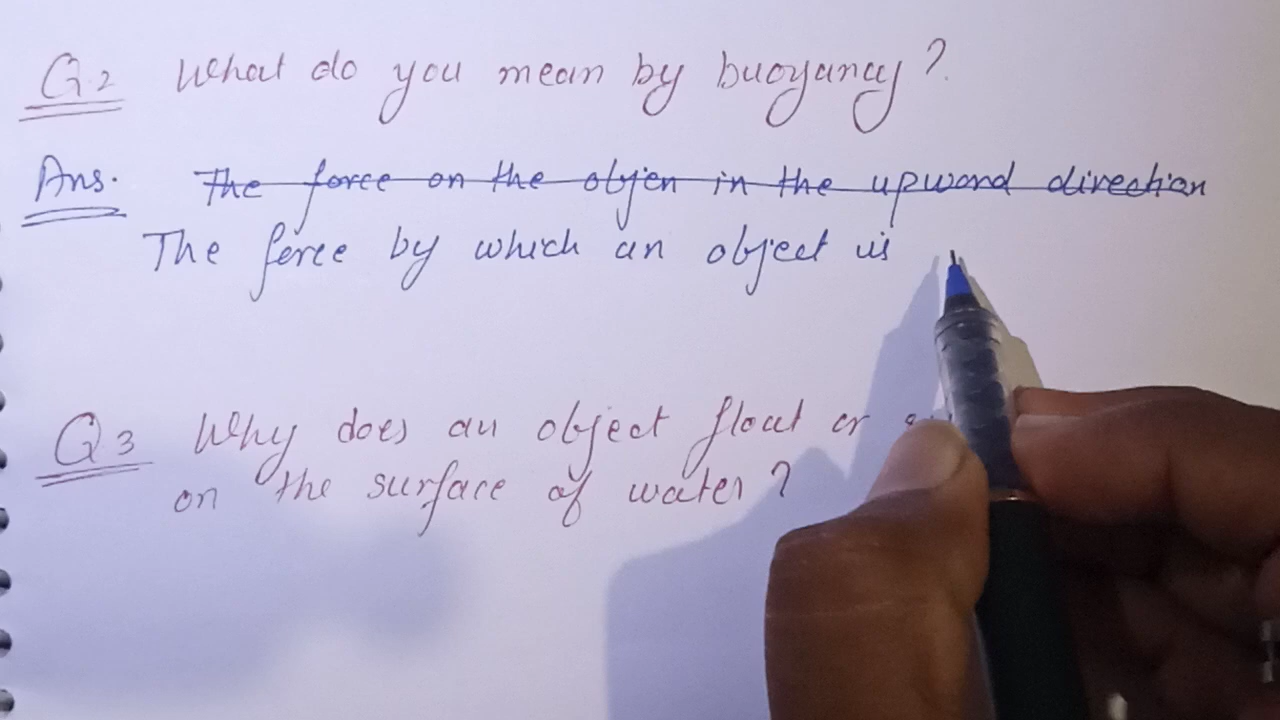 Q.2 What do you mean by buoyancy?
Ans. The force on the objen in the upword direction
The force by which an object is
Q3 Why does an object float or
on the surface of water?